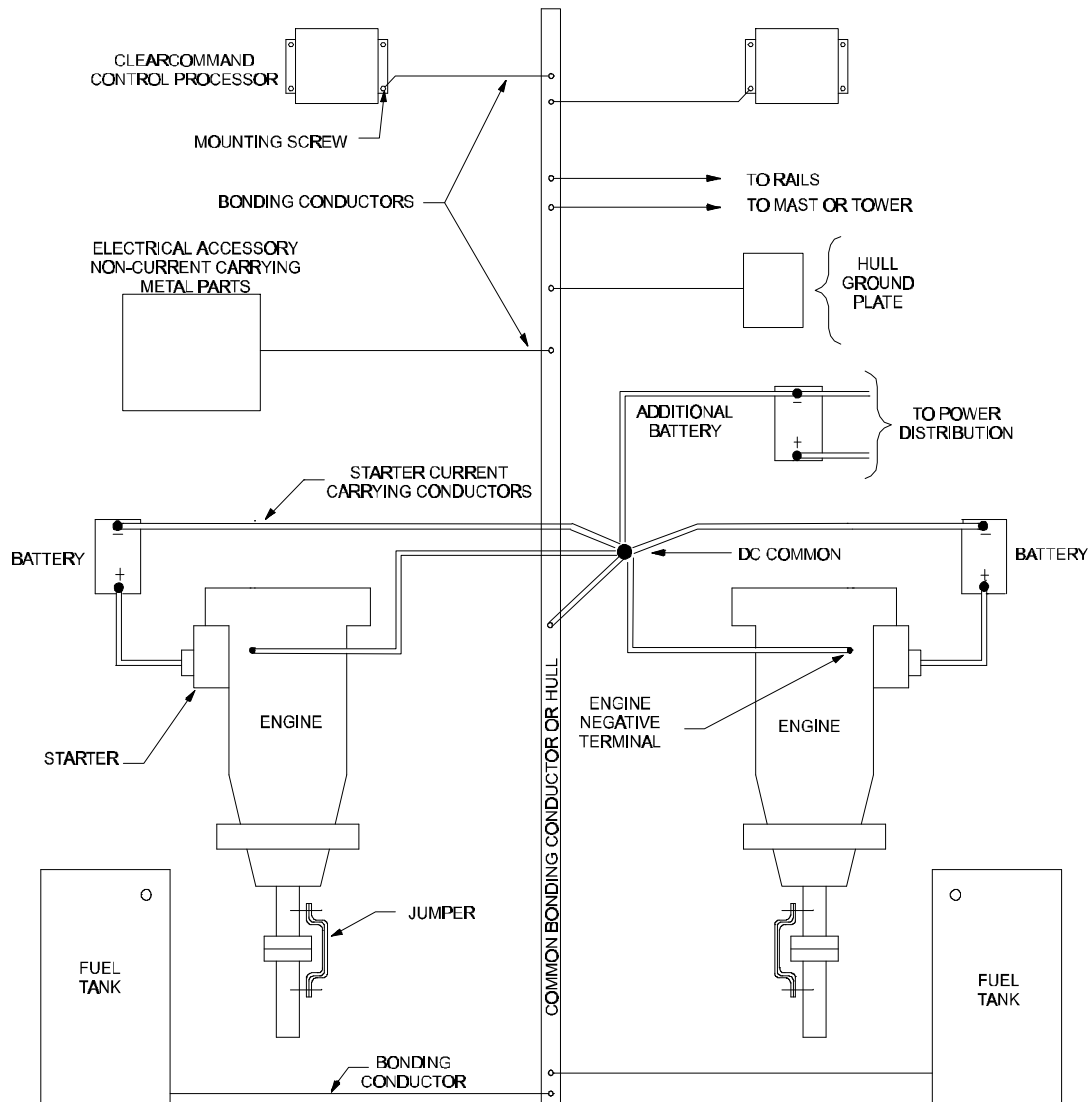 CLEARCOMMAND
CONTROL PROCESSOR
MOUNTING SCREW
BONDING CONDUCTORS
TO RAILS
TO MAST OR TOWER
ELECTRICAL ACCESSORY
NON-CURRENT CARRYING
METAL PARTS
HULL
GROUND
PLATE
ADDITIONAL
BATTERY
–
+
TO POWER
DISTRIBUTION
STARTER CURRENT
CARRYING CONDUCTORS
BATTERY
–
+
DC COMMON
–
+
BATTERY
ENGINE
STARTER
COMMON BONDING CONDUCTOR OR HULL
ENGINE
NEGATIVE
TERMINAL
ENGINE
JUMPER
FUEL
TANK
FUEL
TANK
BONDING
CONDUCTOR